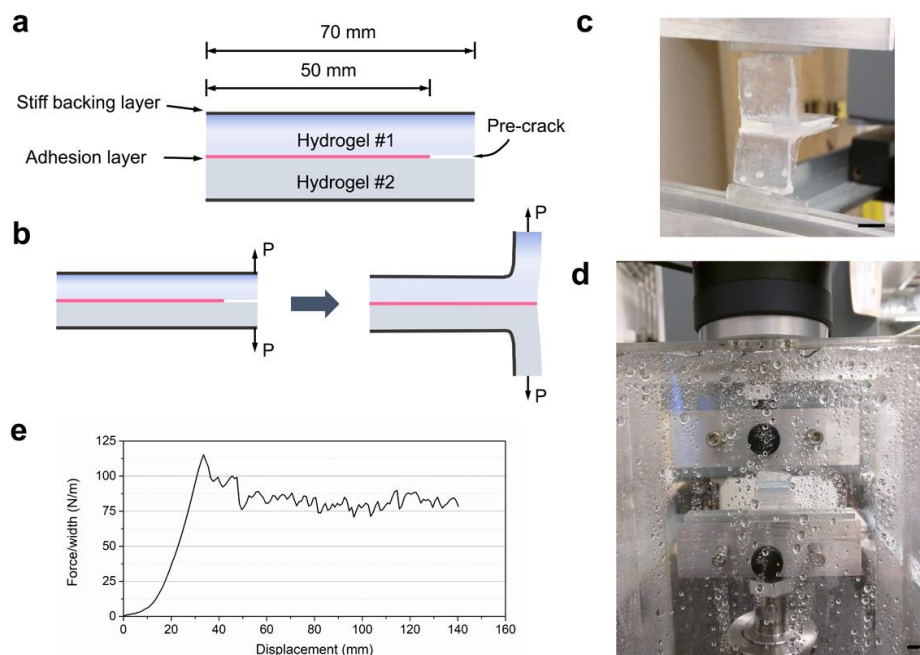 a
70 mm
50 mm
Stiff backing layer
Hydrogel #1
Pre-crack
Adhesion layer
Hydrogel #2
b
P
P
P
P
c
d
e
Force/width (N/m)
125
100
75
50
25
0
0 20 40 60 80 100 120 140 160
Displacement (mm)